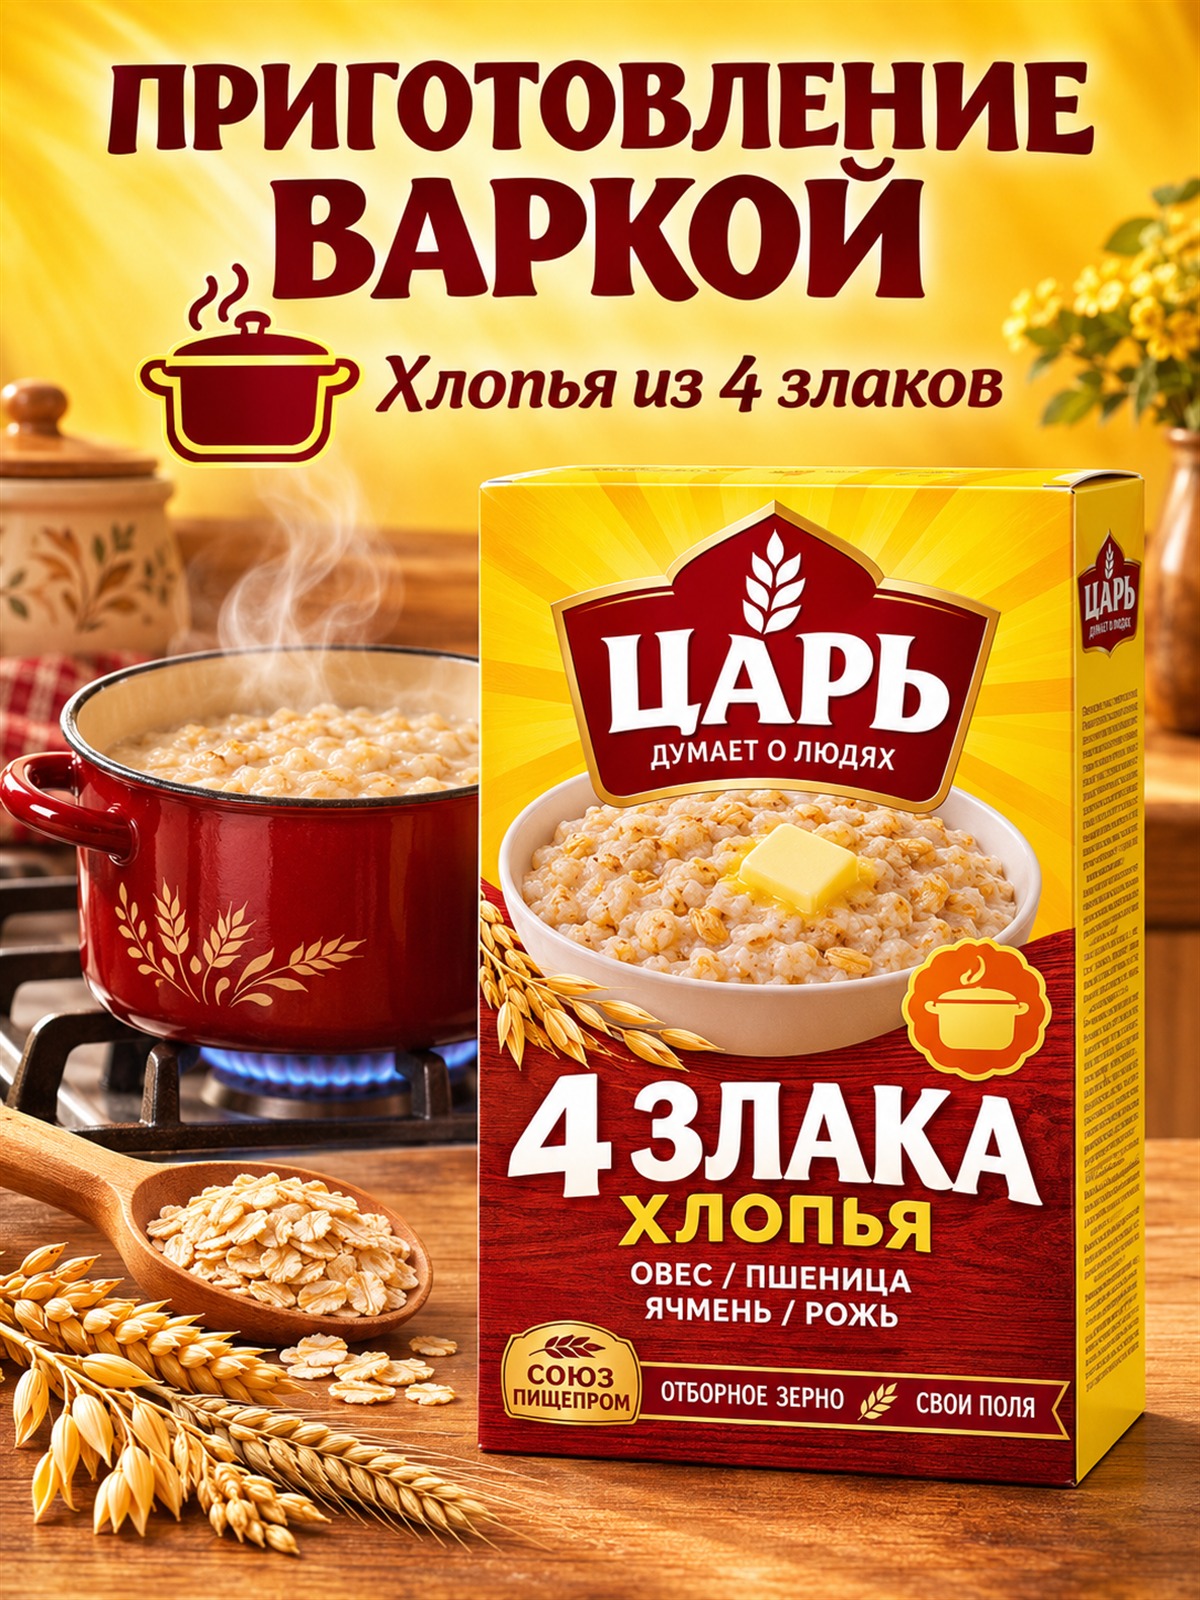 ПРИГОТОВЛЕНИЕ
ВАРКОЙ
Хлопья из 4 злаков
ЦАРЬ
ДУМАЕТ О ЛЮДЯХ
4 ЗЛАКА
ХЛОПЬЯ
ОВЕС / ПШЕНИЦА
ЯЧМЕНЬ / РОЖЬ
СОЮЗ
ПИЩЕПРОМ
ОТБОРНОЕ ЗЕРНО
СВОИ ПОЛЯ
ЦАРЬ
ДУМАЕТ О ЛЮДЯХ